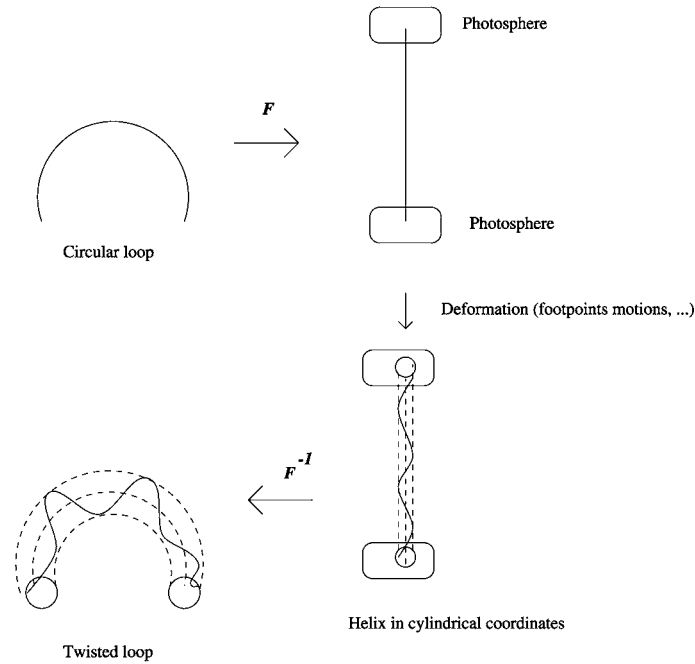 Photosphere
F
Photosphere
Circular loop
Deformation (footpoints motions, ...)
F^-1
Helix in cylindrical coordinates
Twisted loop